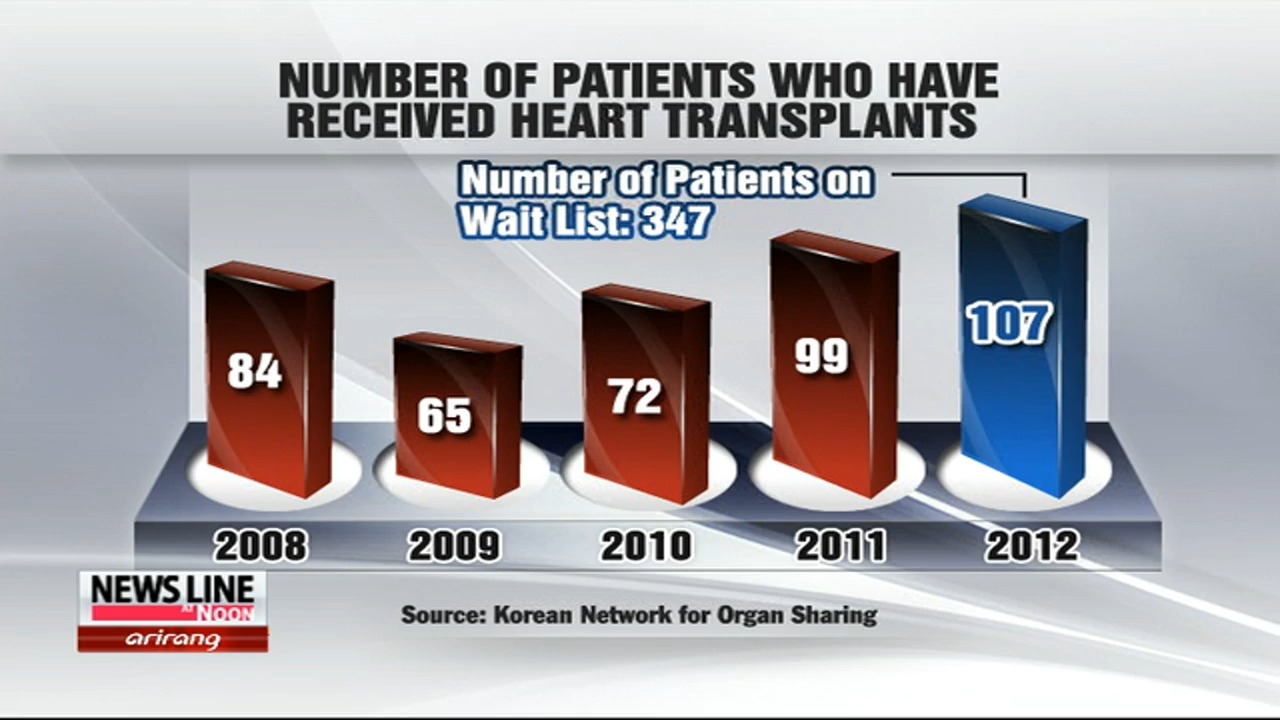 NUMBER OF PATIENTS WHO HAVE
RECEIVED HEART TRANSPLANTS
Number of Patients on
Wait List: 347
84
65
72
99
107
2008
2009
2010
2011
2012
NEWS LINE
AT NOON
arirang
Source: Korean Network for Organ Sharing